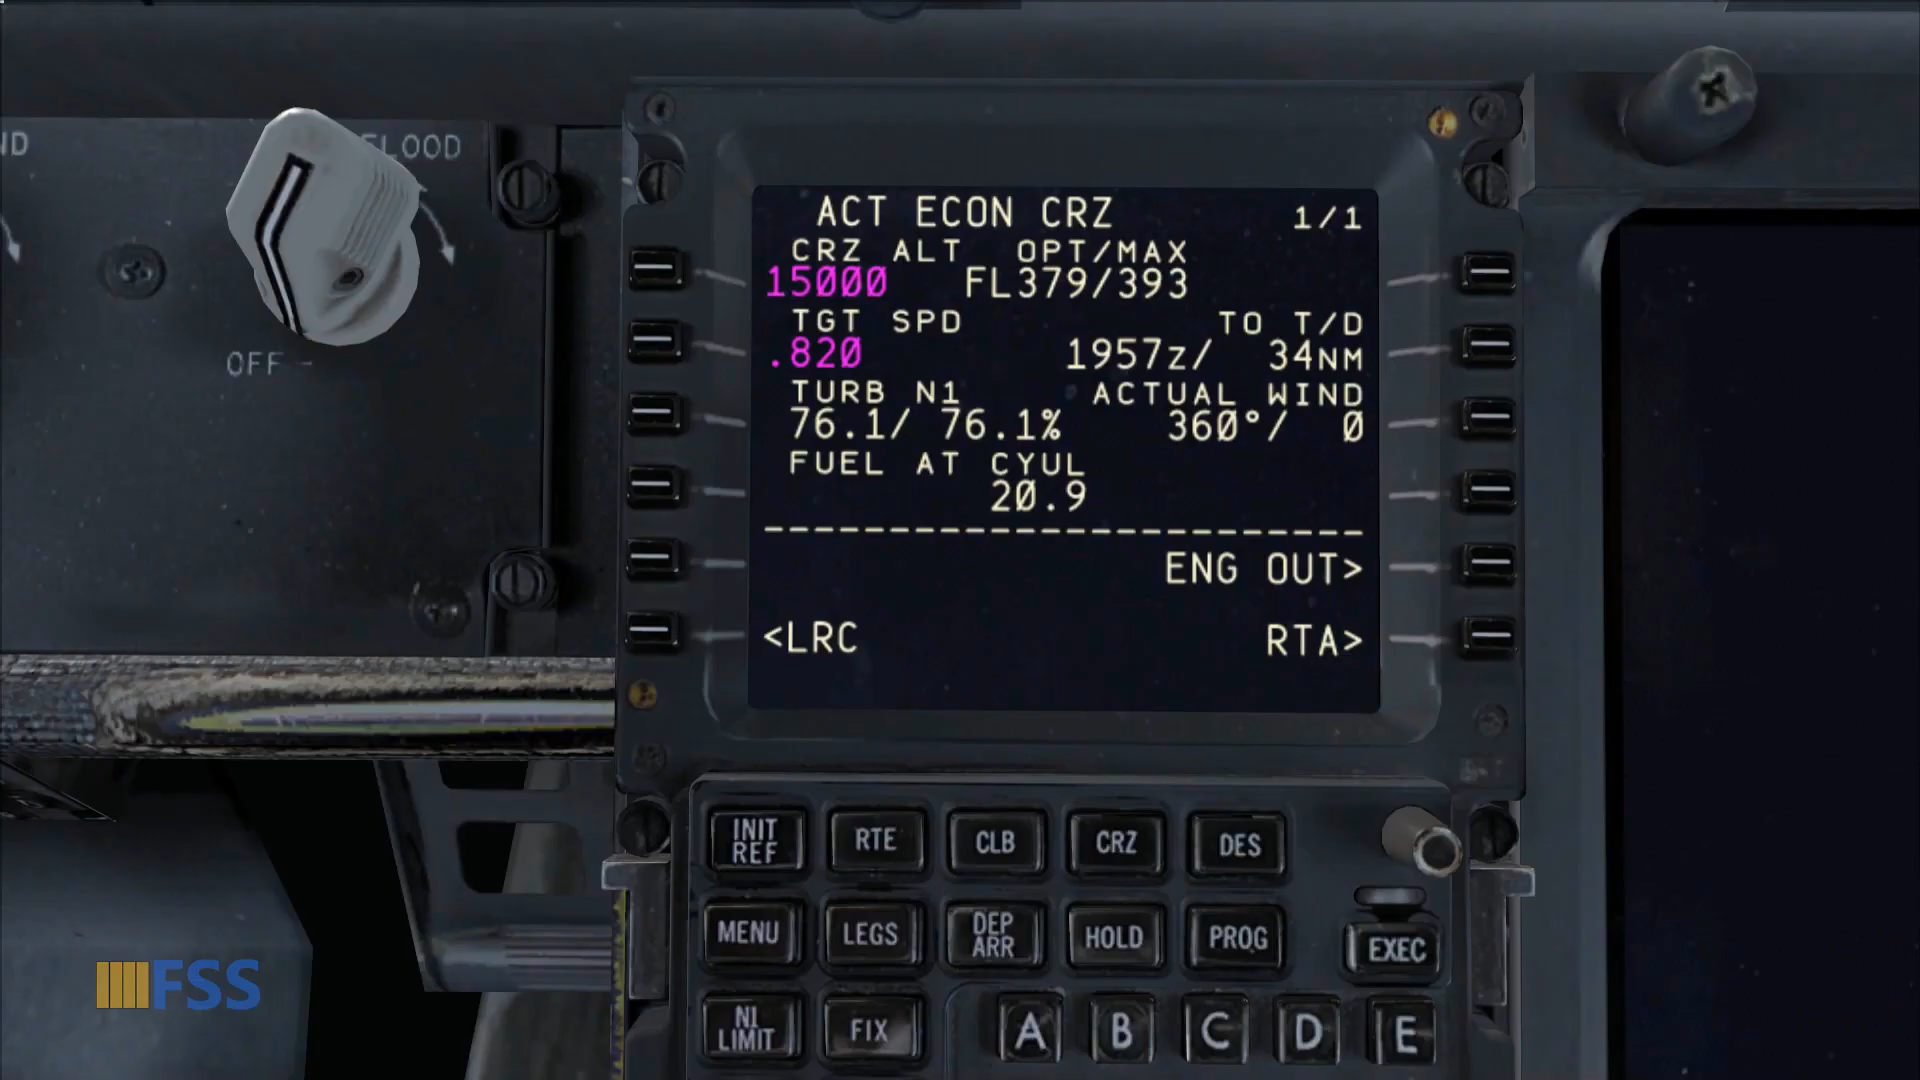 ND
FLOOD
OFF -
ACT ECON CRZ 1/1
CRZ ALT OPT/MAX
15000 FL379/393
TGT SPD TO T/D
.820 1957z/ 34NM
TURB N1 ACTUAL WIND
76.1/ 76.1% 360°/ 0
FUEL AT CYUL
20.9
------------------------
ENG OUT>
<LRC RTA>
INIT REF RTE CLB CRZ DES
MENU LEGS DEP ARR HOLD PROG EXEC
N1 LIMIT FIX A B C D E
FSS